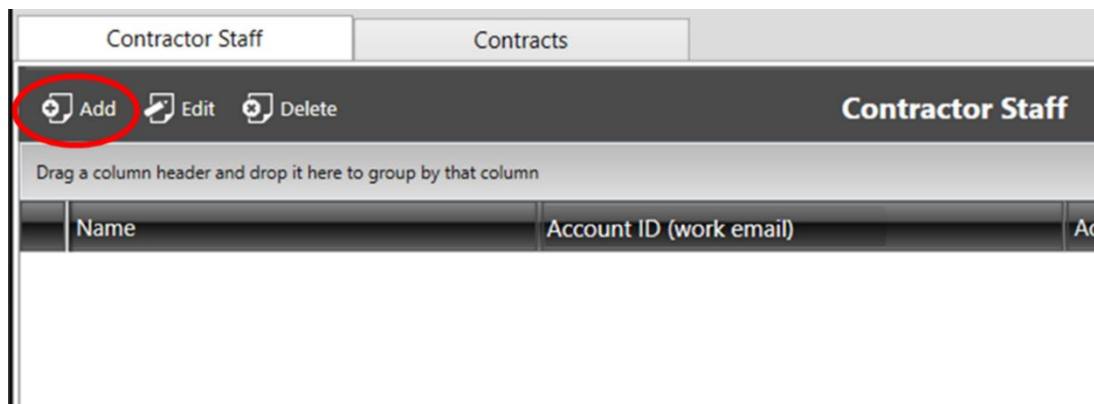 Contractor Staff Contracts
Add Edit Delete Contractor Staff
Drag a column header and drop it here to group by that column
Name Account ID (work email)